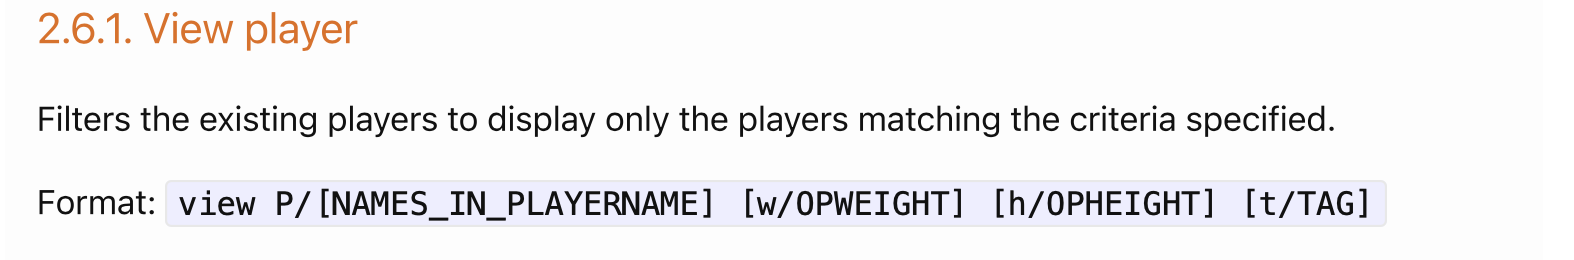 2.6.1. View player
Filters the existing players to display only the players matching the criteria specified.
Format: view P/[NAMES_IN_PLAYERNAME] [w/OPWEIGHT] [h/OPHEIGHT] [t/TAG]